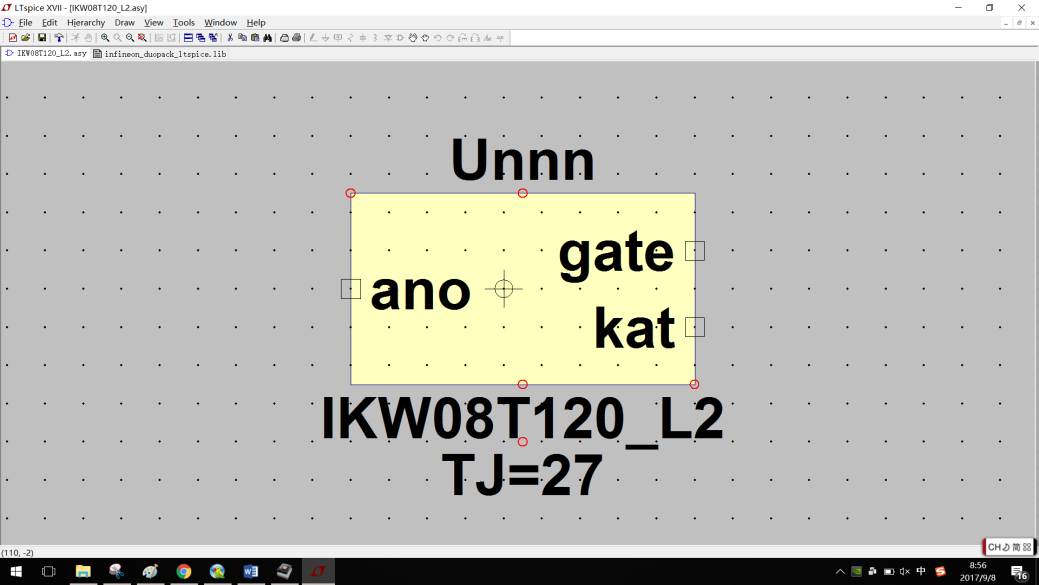 LTspice XVII - [IKW08T120_L2.asy]
File Edit Hierarchy Draw View Tools Window Help
IKW08T120_L2.asy infineon_duopack_ltspice.lib
Unnn
gate
ano
kat
IKW08T120_L2
TJ=27
(110, -2)
CH 简
中
8:56
2017/9/8
16